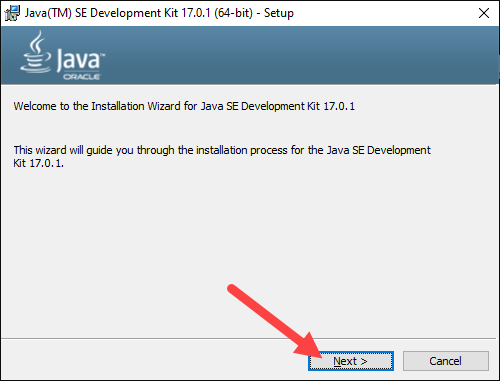 Java(TM) SE Development Kit 17.0.1 (64-bit) - Setup
Java™
ORACLE
Welcome to the Installation Wizard for Java SE Development Kit 17.0.1
This wizard will guide you through the installation process for the Java SE Development
Kit 17.0.1.
Next >
Cancel